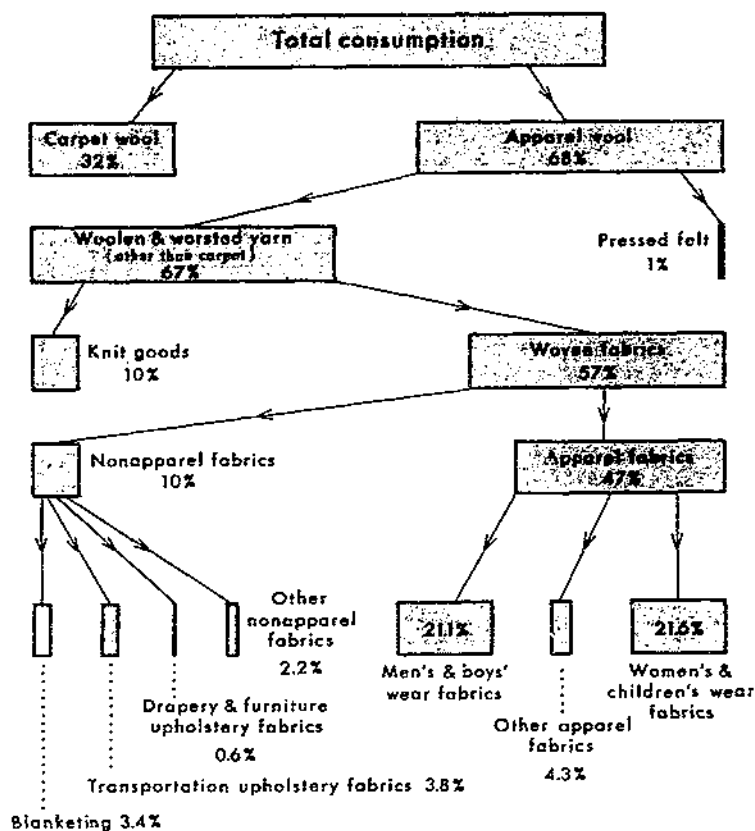 Total consumption
Carpet wool
32%
Apparel wool
68%
Woolen & worsted yarn
(other than carpet)
67%
Pressed felt
1%
Knit goods
10%
Woven fabrics
57%
Nonapparel fabrics
10%
Apparel fabrics
47%
Other
nonapparel
fabrics
2.2%
21.1%
21.6%
Men's & boys'
wear fabrics
Women's &
children's wear
fabrics
Drapery & furniture
upholstery fabrics
0.6%
Other apparel
fabrics
4.3%
Transportation upholstery fabrics 3.8%
Blanketing 3.4%